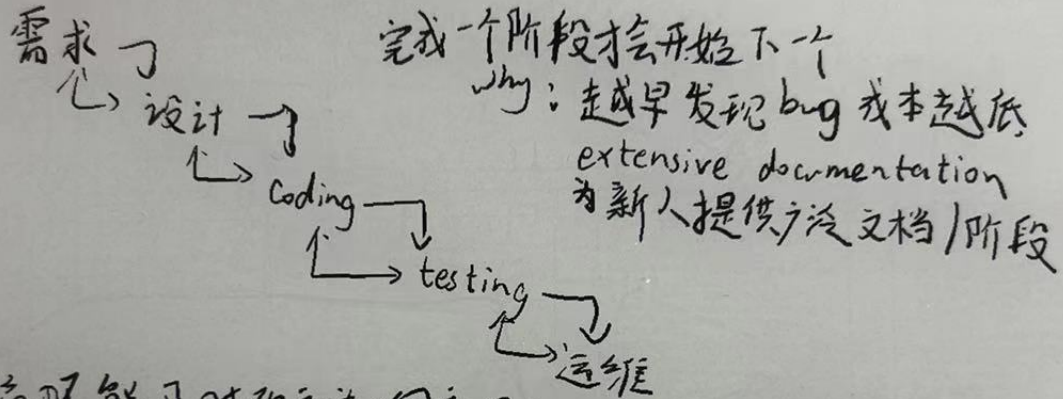 需求
完成一个阶段才会开始下一个
why：越早发现bug成本越底
设计
extensive documentation
coding
为新人提供广泛文档/阶段
testing
运维